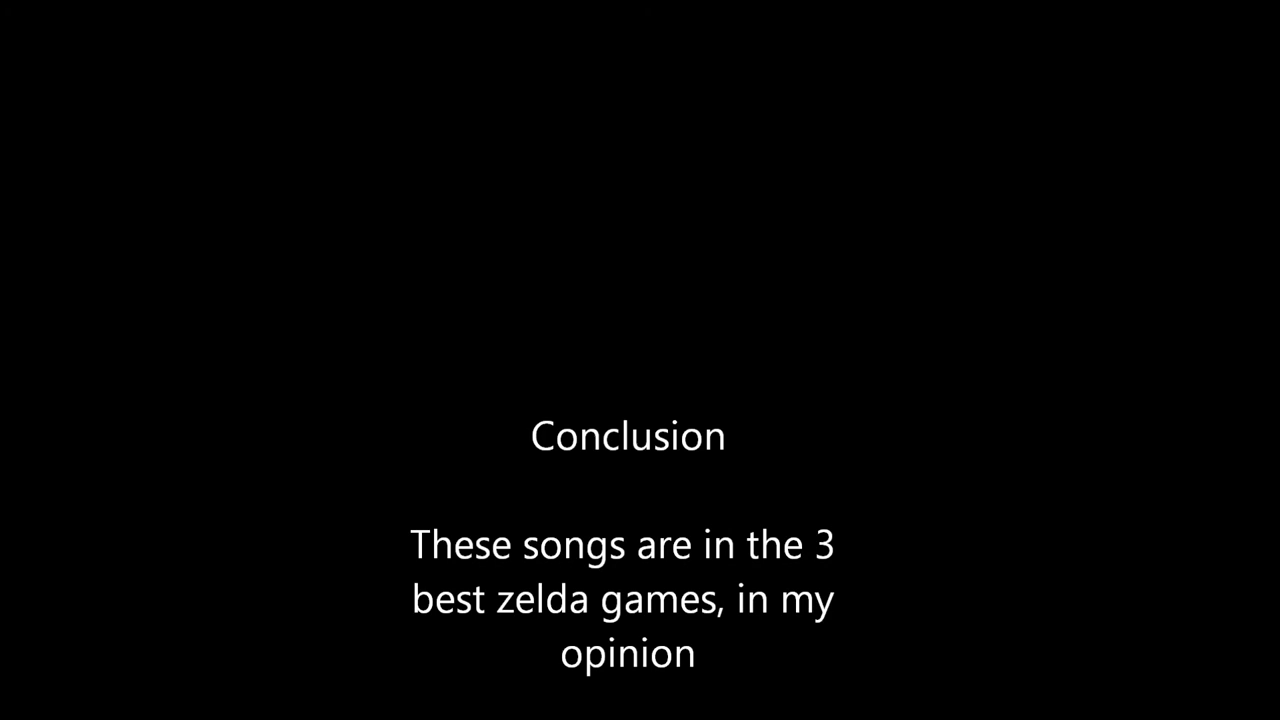 Conclusion
These songs are in the 3
best zelda games, in my
opinion